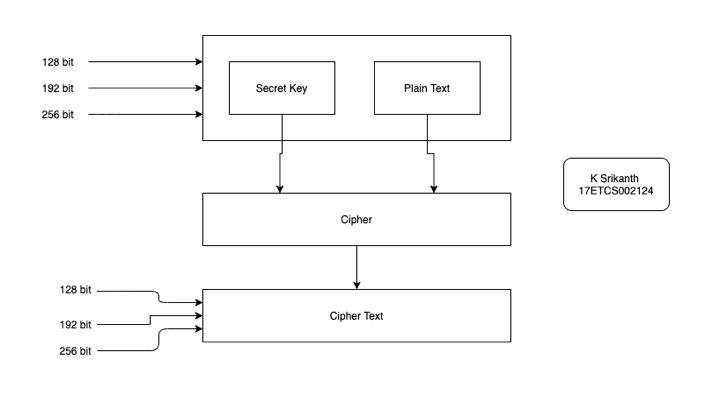 128 bit
192 bit
256 bit
Secret Key
Plain Text
K Srikanth
17ETCS002124
Cipher
128 bit
192 bit
256 bit
Cipher Text